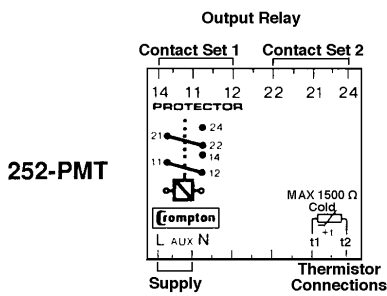 Output Relay
Contact Set 1 Contact Set 2
14 11 12 22 21 24
PROTECTOR
24
21
22
14
11
12
252-PMT
MAX 1500 Ω
Cold
+t
Crompton
L AUX N
t1 t2
Supply
Thermistor
Connections